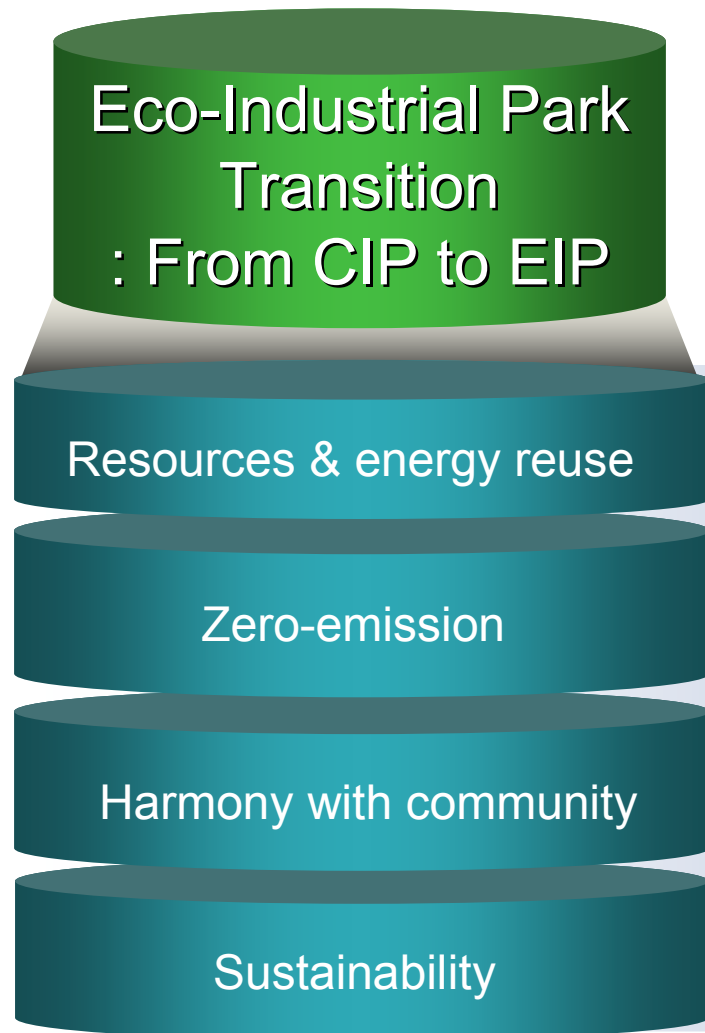 Eco-Industrial Park
Transition
: From CIP to EIP
Resources & energy reuse
Zero-emission
Harmony with community
Sustainability